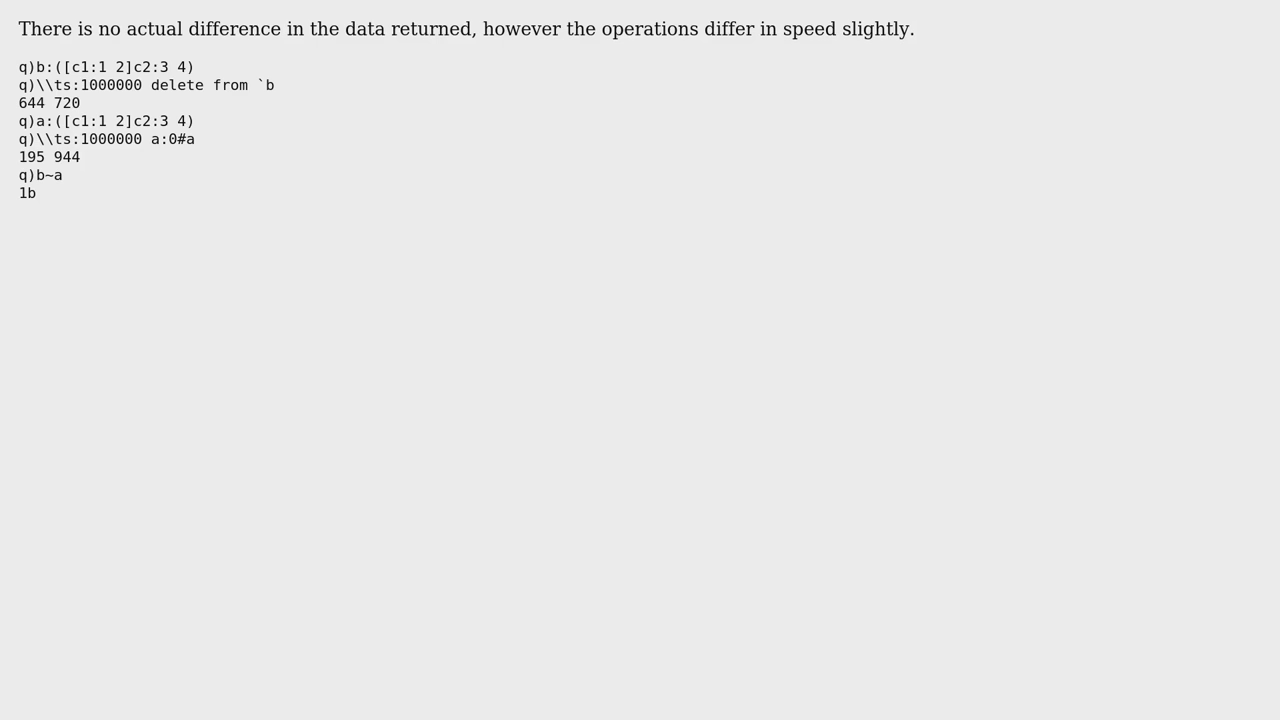 There is no actual difference in the data returned, however the operations differ in speed slightly.
q)b:([c1:1 2]c2:3 4)
q)\\ts:1000000 delete from `b
644 720
q)a:([c1:1 2]c2:3 4)
q)\\ts:1000000 a:0#a
195 944
q)b~a
1b